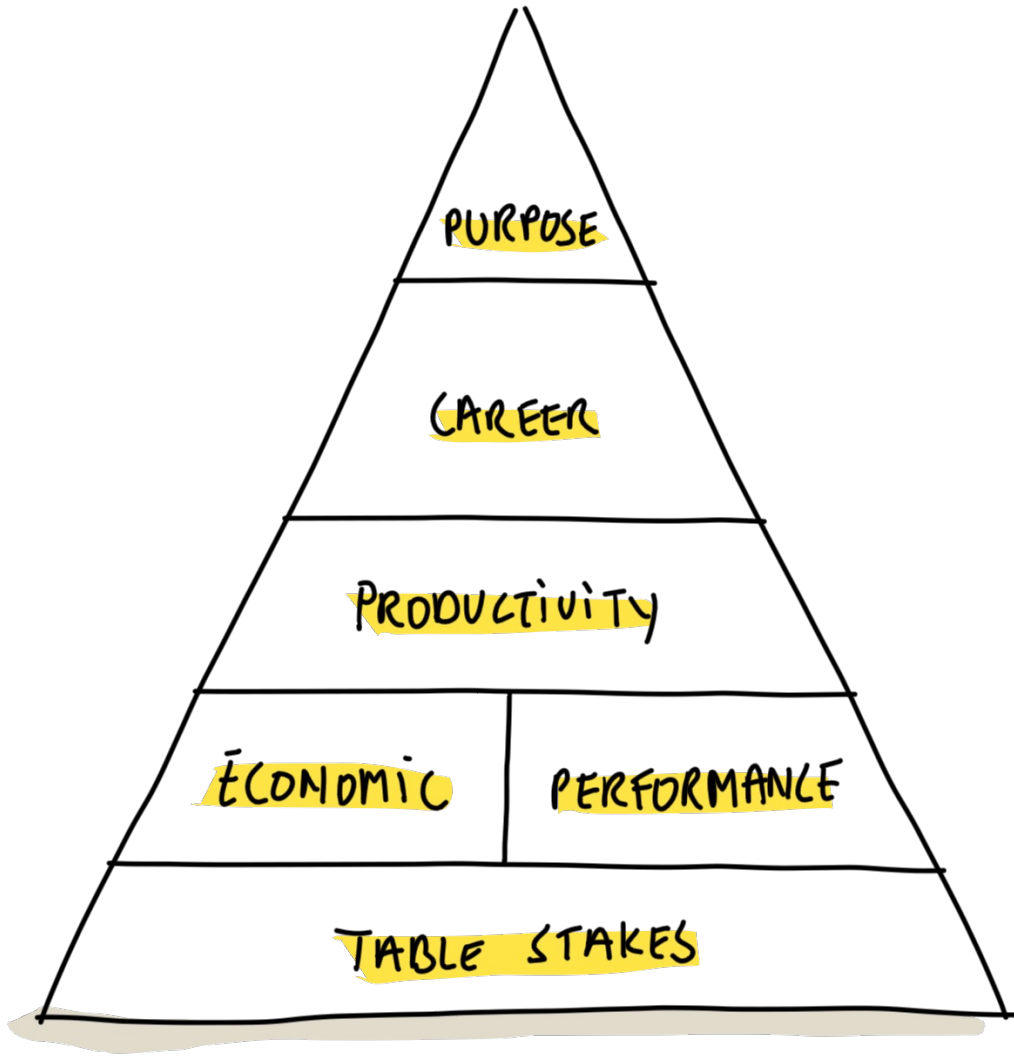 PURPOSE
CAREER
PRODUCTIVITY
ECONOMIC
PERFORMANCE
TABLE STAKES